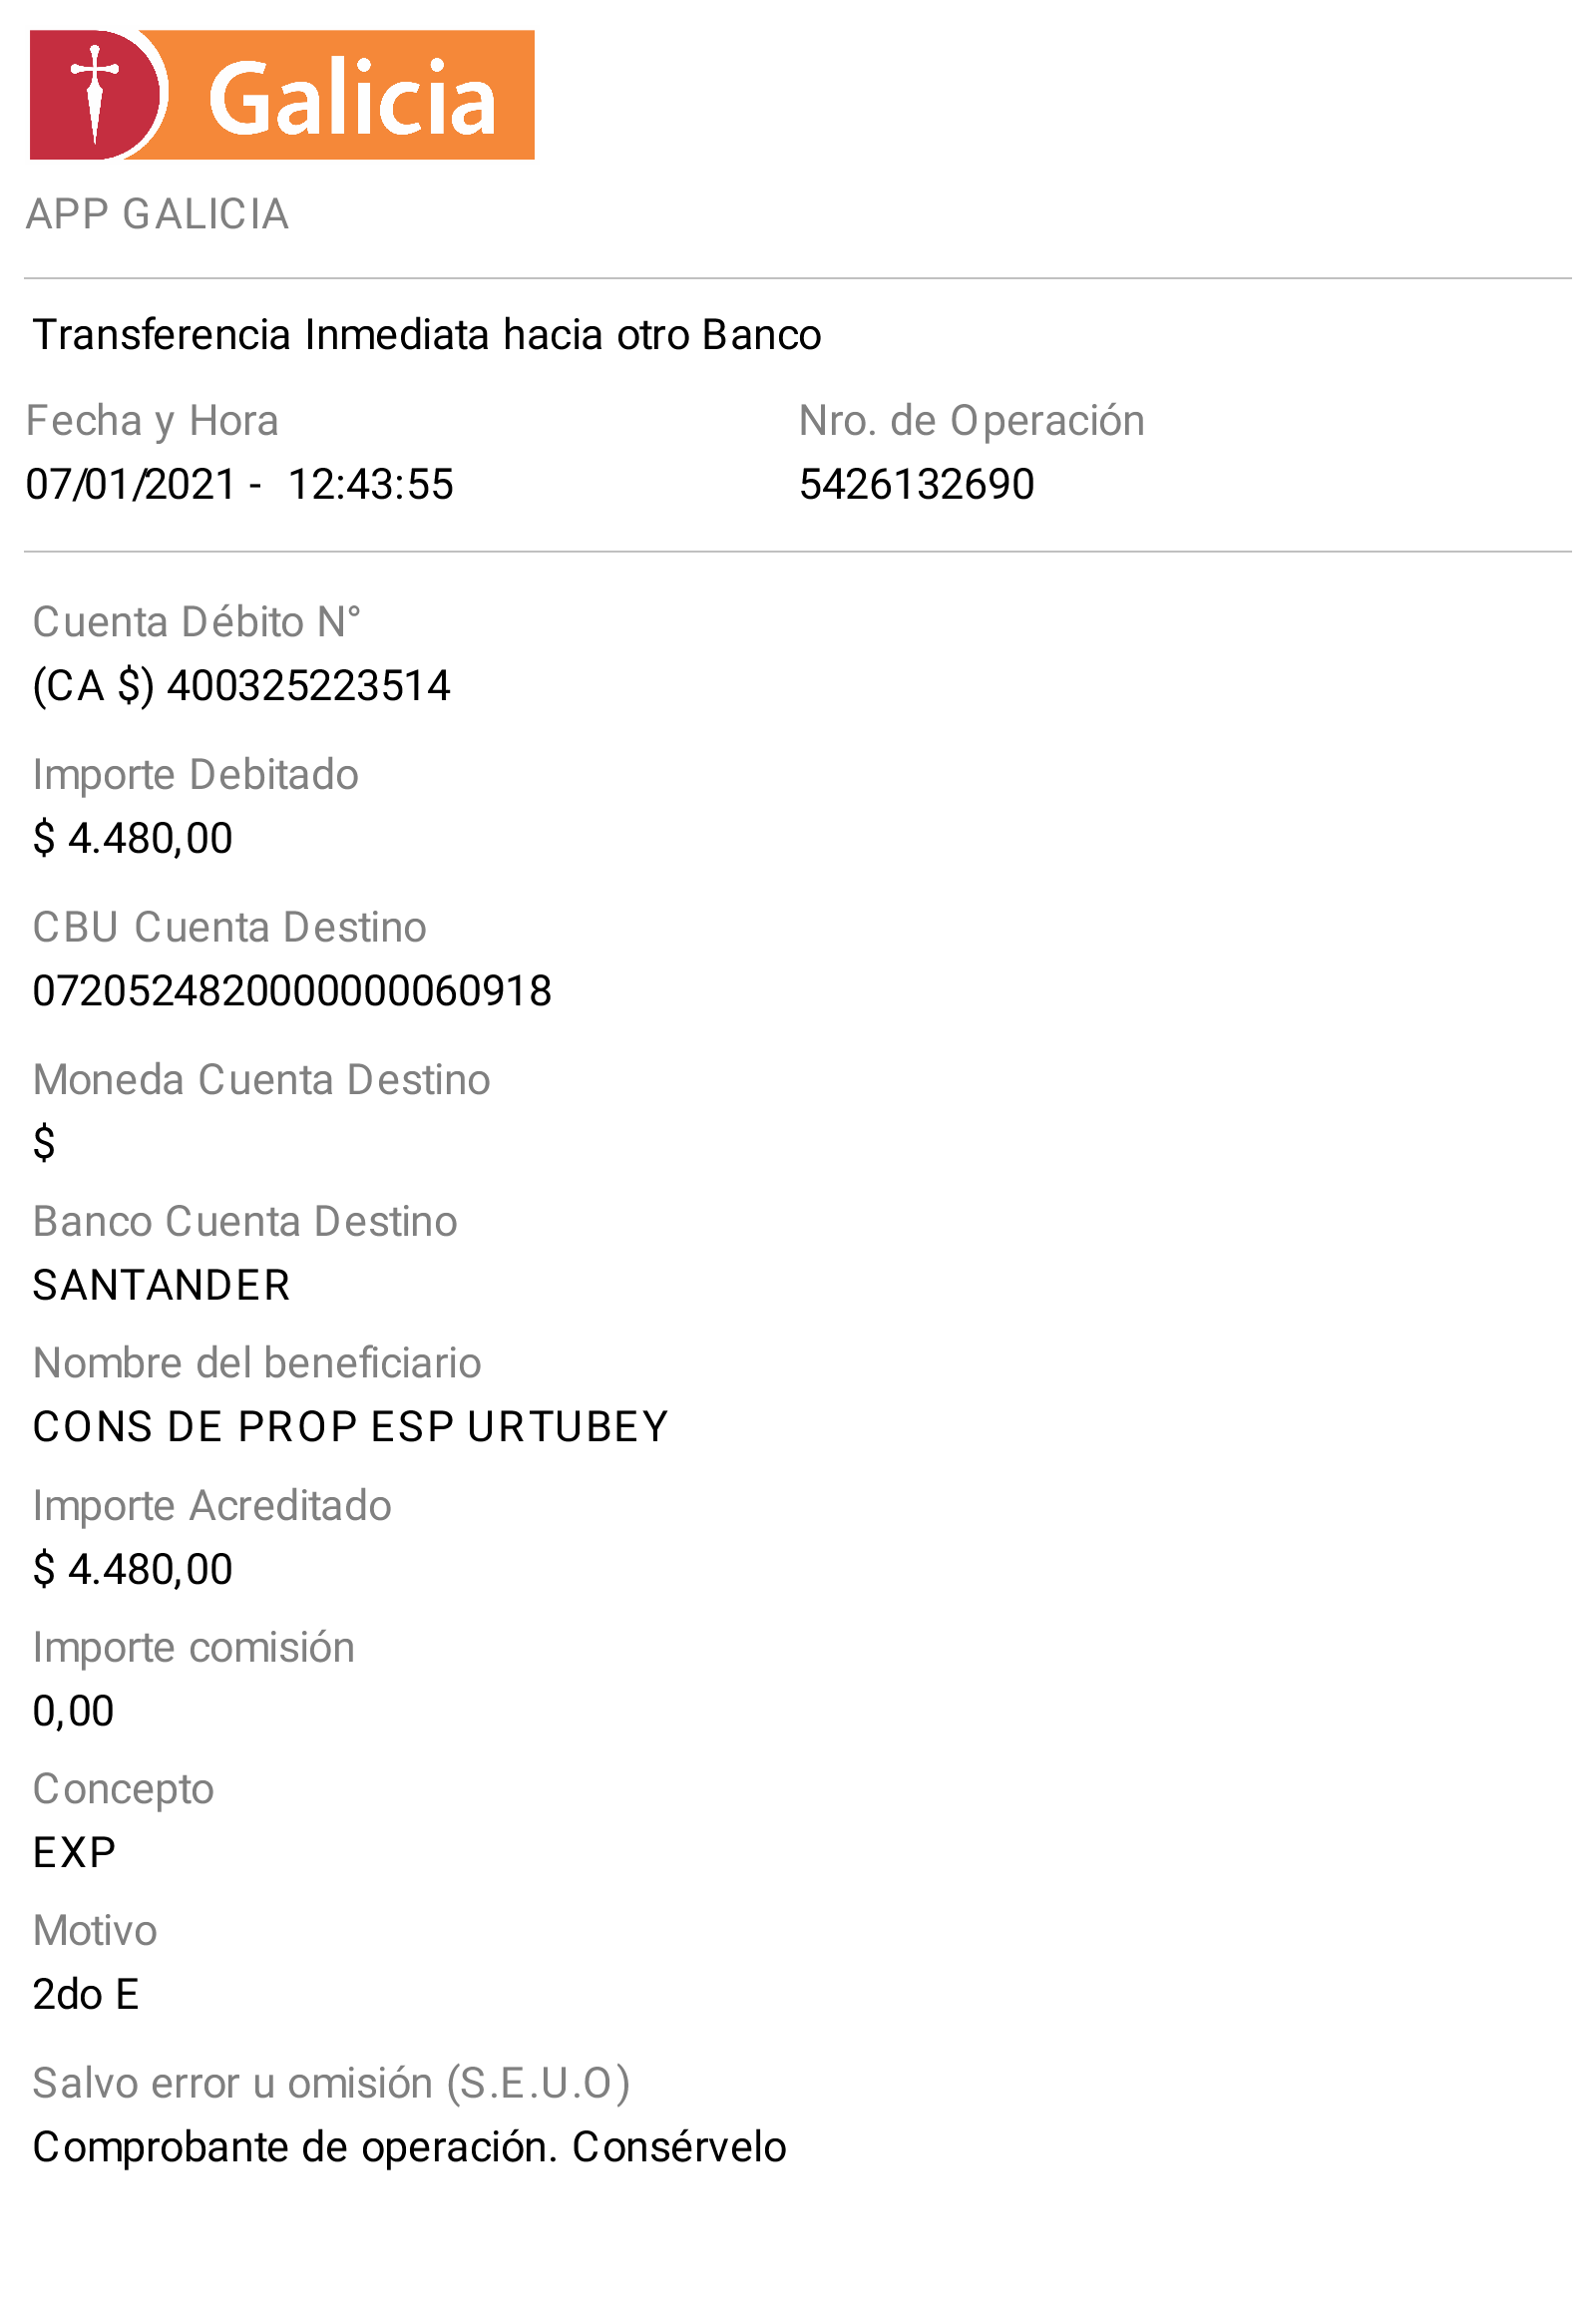 Galicia
APP GALICIA
Transferencia Inmediata hacia otro Banco
Fecha y Hora
07/01/2021 - 12:43:55
Nro. de Operación
5426132690
Cuenta Débito N°
(CA $) 400325223514
Importe Debitado
$ 4.480,00
CBU Cuenta Destino
0720524820000000060918
Moneda Cuenta Destino
$
Banco Cuenta Destino
SANTANDER
Nombre del beneficiario
CONS DE PROP ESP URTUBEY
Importe Acreditado
$ 4.480,00
Importe comisión
0,00
Concepto
EXP
Motivo
2do E
Salvo error u omisión (S.E.U.O)
Comprobante de operación. Consérvelo